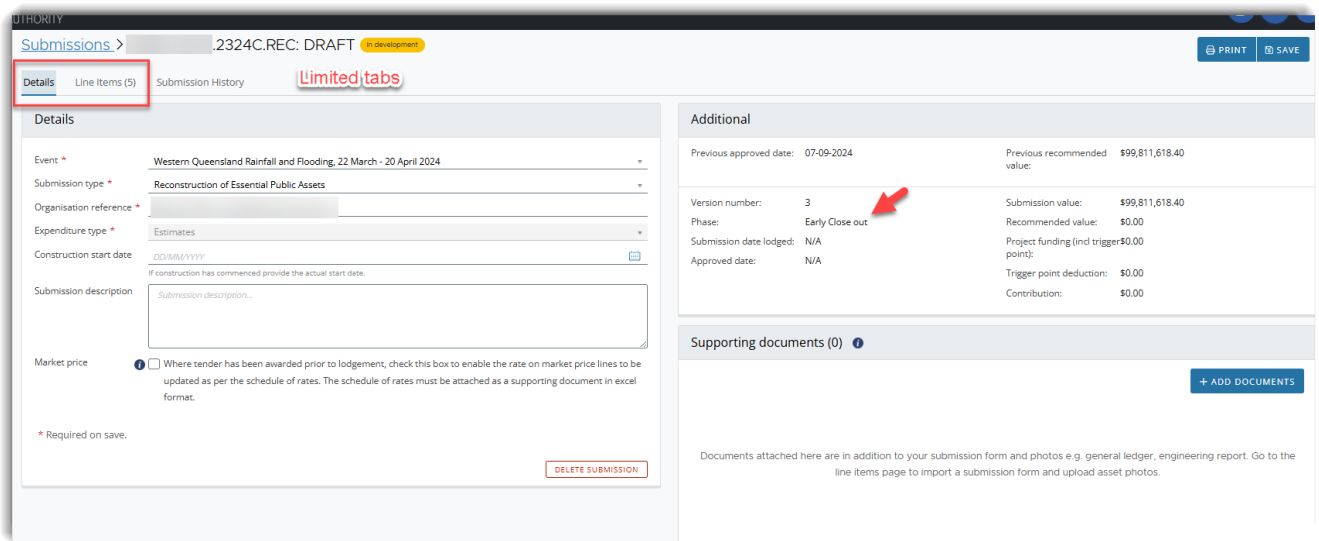 UTHORITY
Submissions > .2324C.REC: DRAFT In development
PRINT SAVE
Details Line Items (5) Submission History
Limited tabs
Details
Event *
Western Queensland Rainfall and Flooding, 22 March - 20 April 2024
Submission type *
Reconstruction of Essential Public Assets
Organisation reference *
Expenditure type *
Estimates
Construction start date
DD/MM/YYYY
If construction has commenced provide the actual start date.
Submission description
Submission description...
Market price
Where tender has been awarded prior to lodgement, check this box to enable the rate on market price lines to be
updated as per the schedule of rates. The schedule of rates must be attached as a supporting document in excel
format.
* Required on save.
DELETE SUBMISSION
Additional
Previous approved date: 07-09-2024
Previous recommended $99,811,618.40
value:
Version number: 3
Submission value: $99,811,618.40
Phase: Early Close out
Recommended value: $0.00
Submission date lodged: N/A
Project funding (incl trigger $0.00
point):
Approved date: N/A
Trigger point deduction: $0.00
Contribution: $0.00
Supporting documents (0)
+ ADD DOCUMENTS
Documents attached here are in addition to your submission form and photos e.g. general ledger, engineering report. Go to the
line items page to import a submission form and upload asset photos.